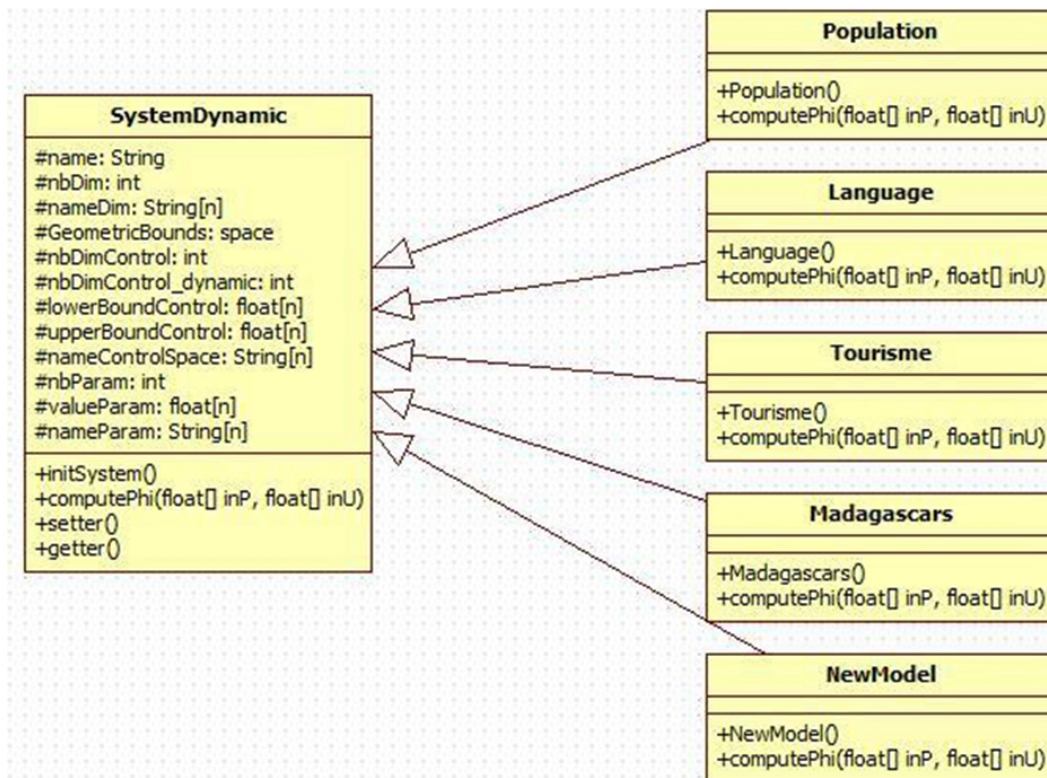 SystemDynamic
#name: String
#nbDim: int
#nameDim: String[n]
#GeometricBounds: space
#nbDimControl: int
#nbDimControl_dynamic: int
#lowerBoundControl: float[n]
#upperBoundControl: float[n]
#nameControlSpace: String[n]
#nbParam: int
#valueParam: float[n]
#nameParam: String[n]
+initSystem()
+computePhi(float[] inP, float[] inU)
+setter()
+getter()
Population
+Population()
+computePhi(float[] inP, float[] inU)
Language
+Language()
+computePhi(float[] inP, float[] inU)
Tourisme
+Tourisme()
+computePhi(float[] inP, float[] inU)
Madagascars
+Madagascars()
+computePhi(float[] inP, float[] inU)
NewModel
+NewModel()
+computePhi(float[] inP, float[] inU)